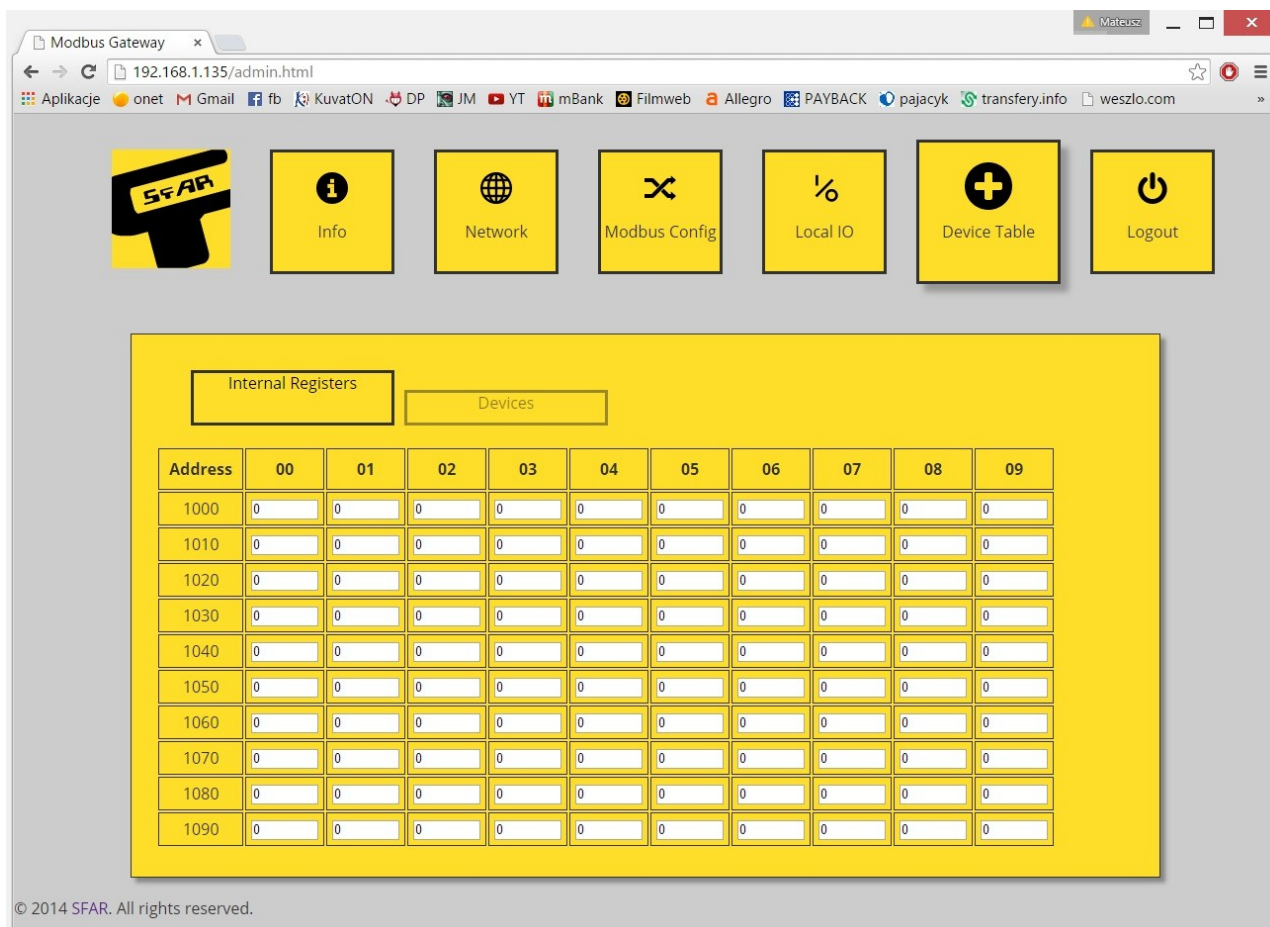 Mateusz
Modbus Gateway
192.168.1.135/admin.html
Aplikacje onet Gmail fb KuvatON DP JM YT mBank Filmweb Allegro PAYBACK pajacyk transfery.info weszlo.com »
SFAR Info Network Modbus Config Local IO Device Table Logout
Internal Registers
Devices
Address 00 01 02 03 04 05 06 07 08 09
1000 0 0 0 0 0 0 0 0 0 0
1010 0 0 0 0 0 0 0 0 0 0
1020 0 0 0 0 0 0 0 0 0 0
1030 0 0 0 0 0 0 0 0 0 0
1040 0 0 0 0 0 0 0 0 0 0
1050 0 0 0 0 0 0 0 0 0 0
1060 0 0 0 0 0 0 0 0 0 0
1070 0 0 0 0 0 0 0 0 0 0
1080 0 0 0 0 0 0 0 0 0 0
1090 0 0 0 0 0 0 0 0 0 0
© 2014 SFAR. All rights reserved.